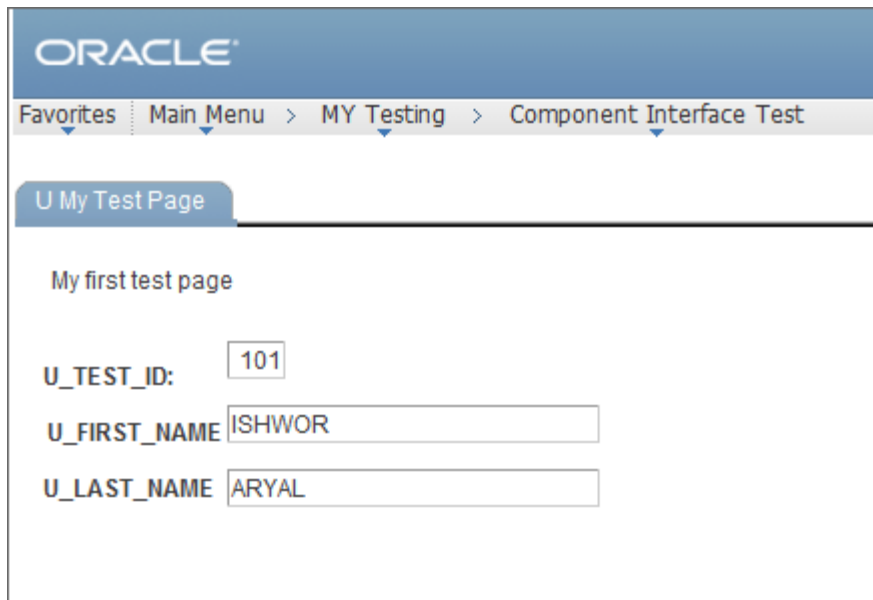 ORACLE
Favorites Main Menu > MY Testing > Component Interface Test
U My Test Page
My first test page
U_TEST_ID: 101
U_FIRST_NAME ISHWOR
U_LAST_NAME ARYAL